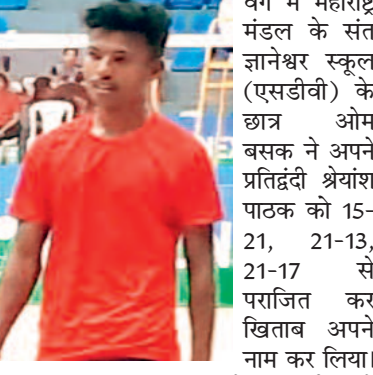 वर्ग में महाराष्ट्र
मंडल के संत
ज्ञानेश्वर स्कूल
(एसडीवी) के
छात्र ओम
बसक ने अपने
प्रतिद्वंदी श्रेयांश
पाठक को 15-
21, 21-13,
21-17 से
पराजित कर
खिताब अपने
नाम कर लिया।